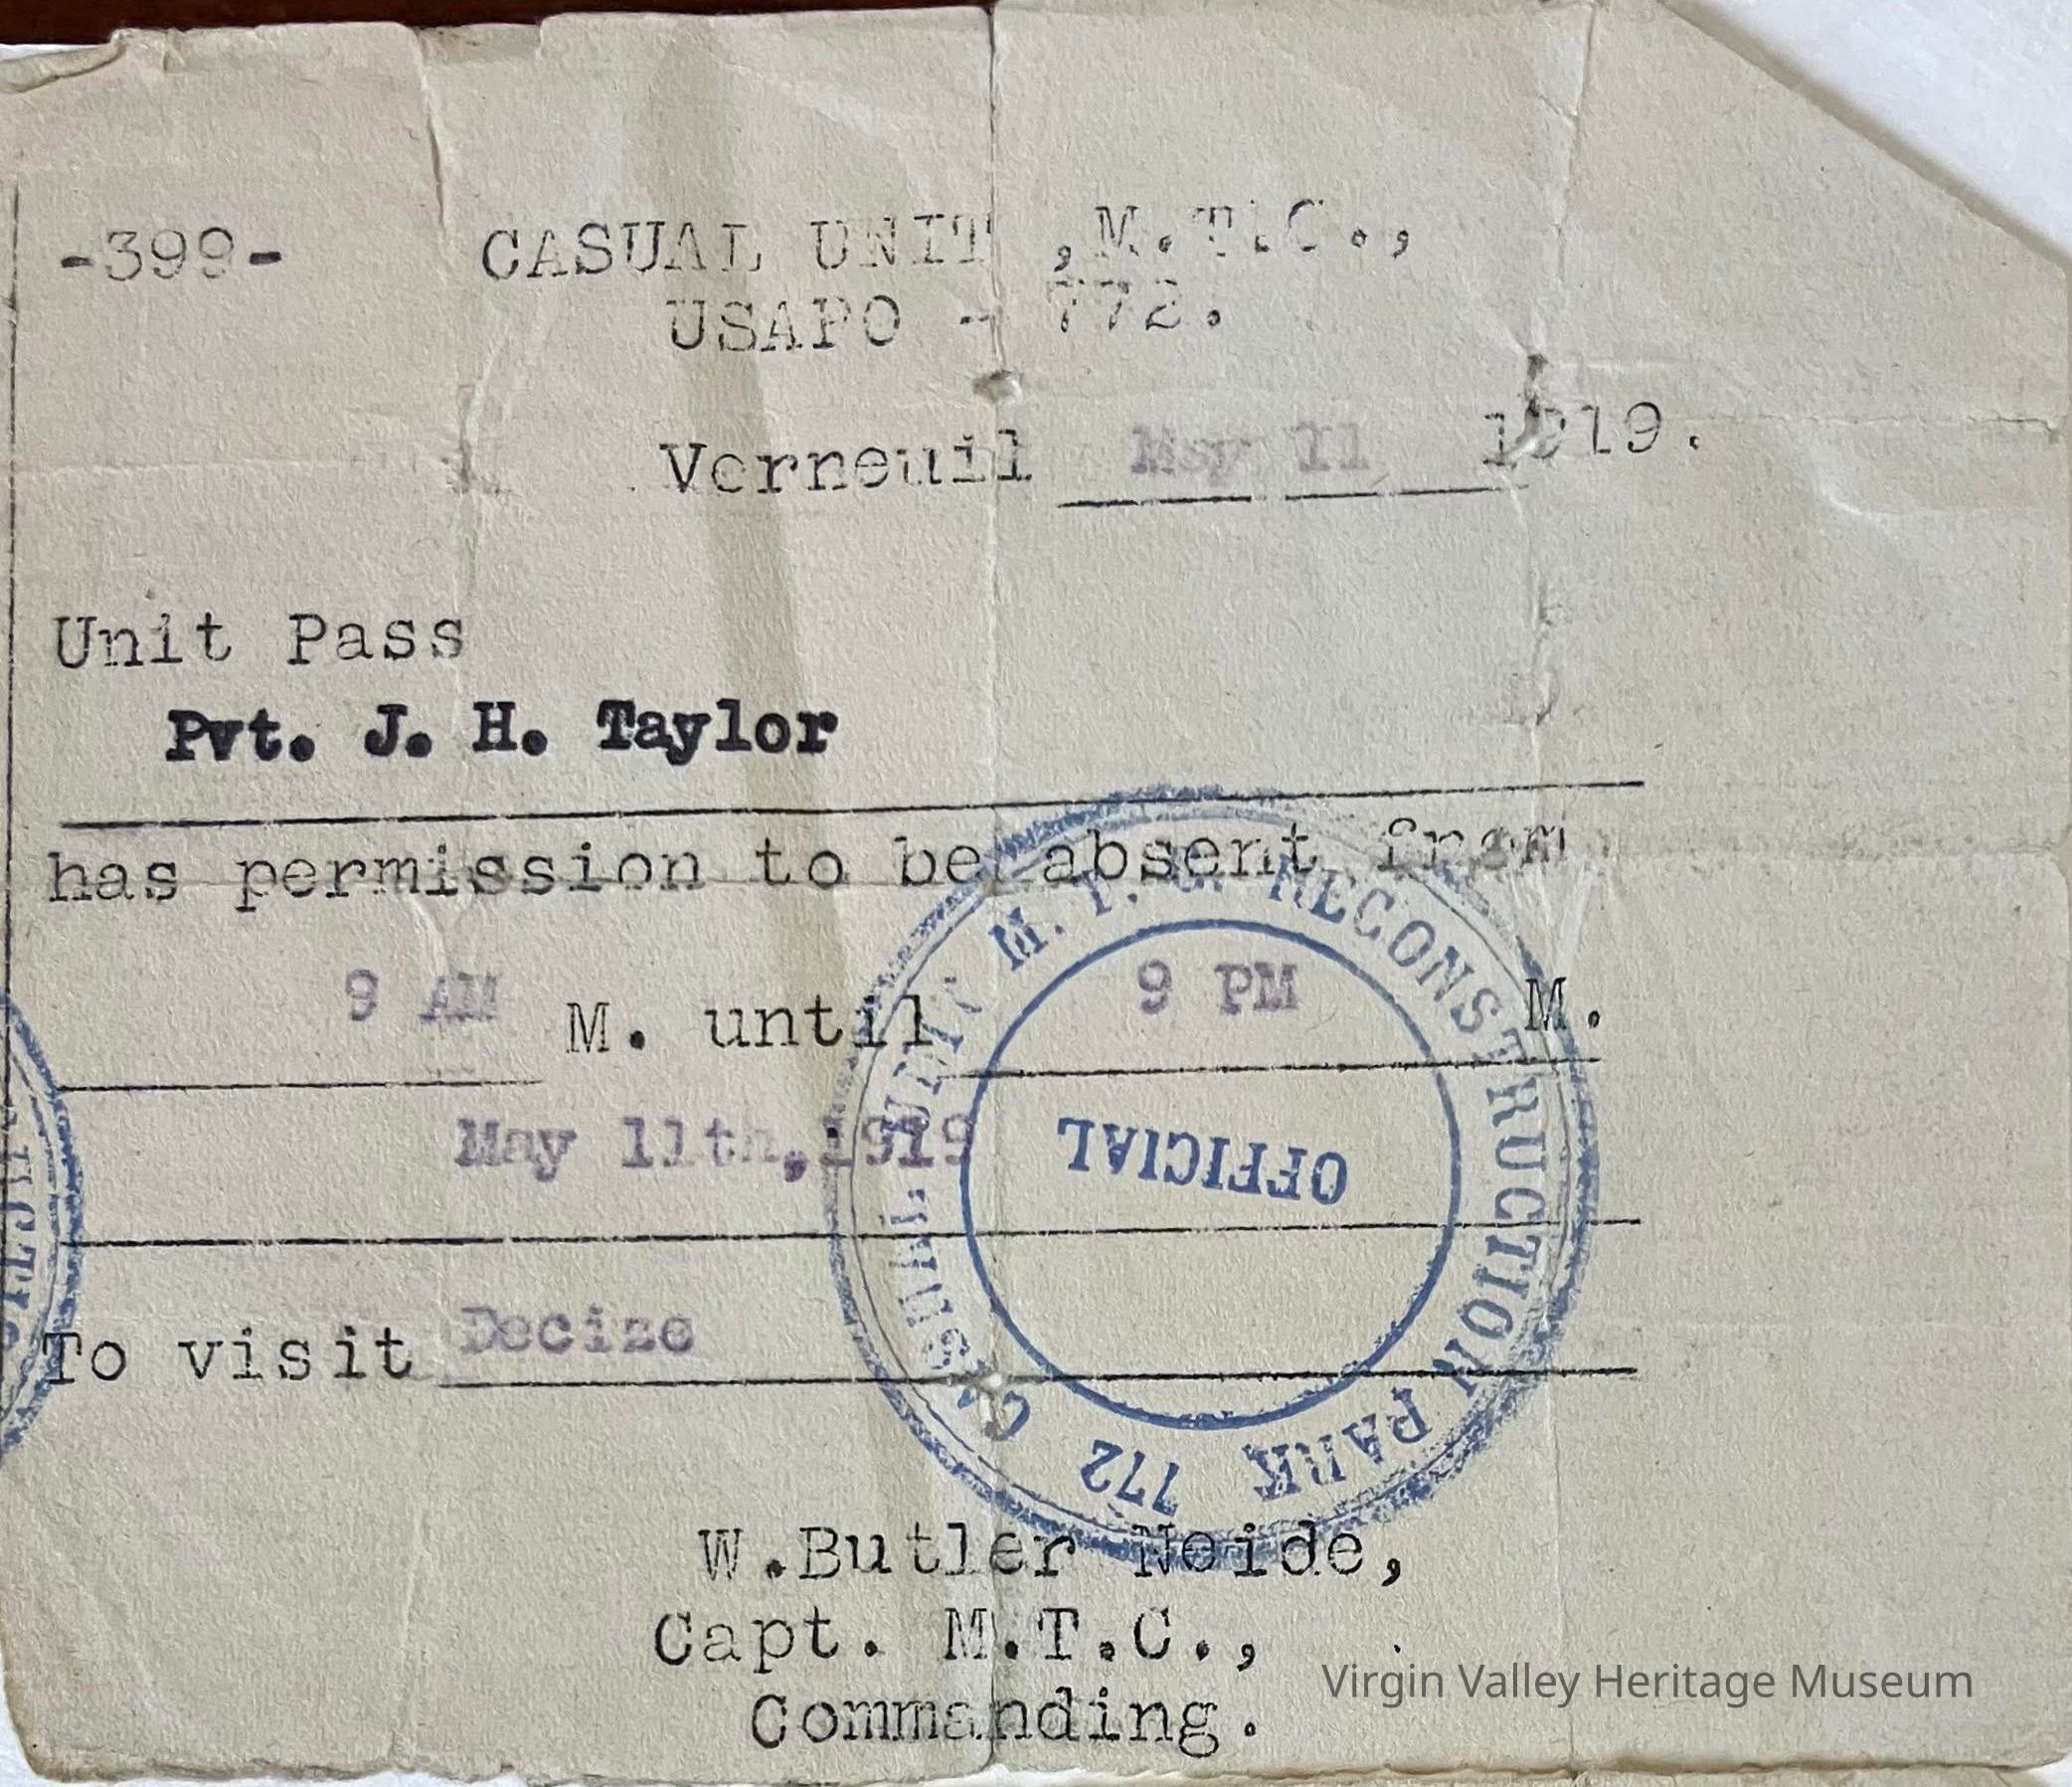 -399- CASUAL UNIT ,M.T.C.,
USAPO - 772.
Verneuil May 11 1919.
Unit Pass
Pvt. J. H. Taylor
has permission to be absent from
9 AM M. until 9 PM M.
May 11th,1919
To visit Decize
CASUAL UNIT M. T. C. RECONSTRUCTION PARK 772
OFFICIAL
W.Butler Neide,
Capt. M.T.C.,
Commanding.
Virgin Valley Heritage Museum